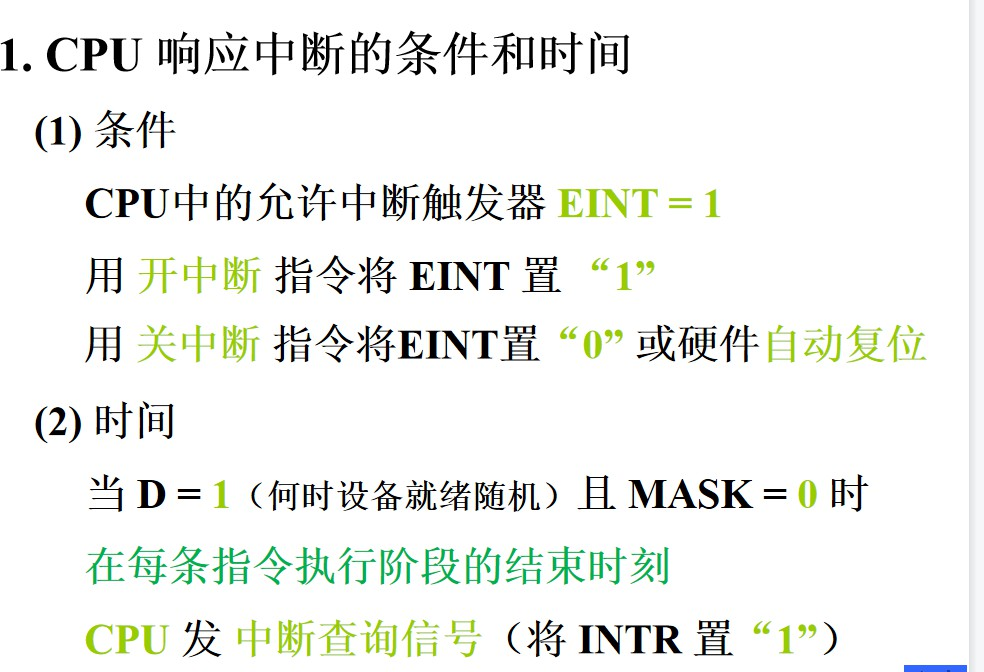 1. CPU 响应中断的条件和时间
(1) 条件
CPU中的允许中断触发器 EINT = 1
用 开中断 指令将 EINT 置 “1”
用 关中断 指令将EINT置 “0” 或硬件自动复位
(2) 时间
当 D = 1（何时设备就绪随机）且 MASK = 0 时
在每条指令执行阶段的结束时刻
CPU 发 中断查询信号（将 INTR 置 “1”）